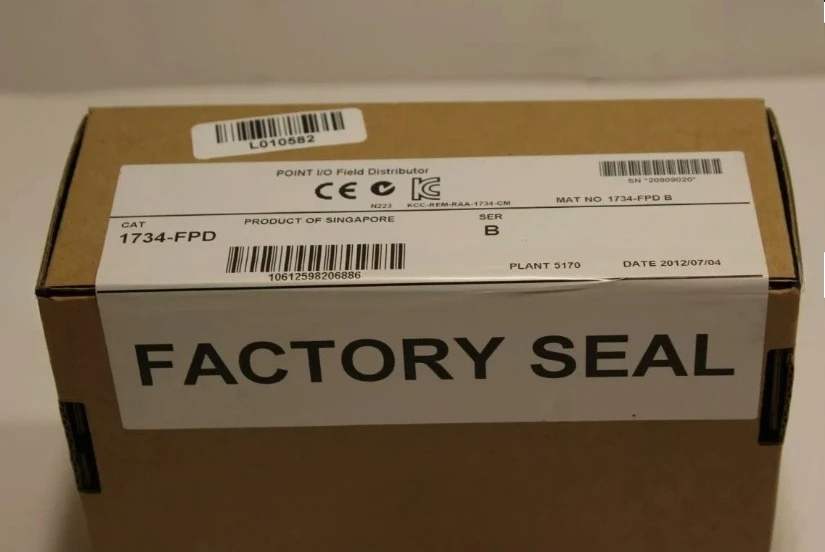 L010582
POINT I/O Field Distributor
CE
N223 KCC-REM-RAA-1734-CM
SN *20909020*
MAT NO 1734-FPD B
CAT
1734-FPD
PRODUCT OF SINGAPORE
10612598206886
SER
B
PLANT 5170
DATE 2012/07/04
FACTORY SEAL